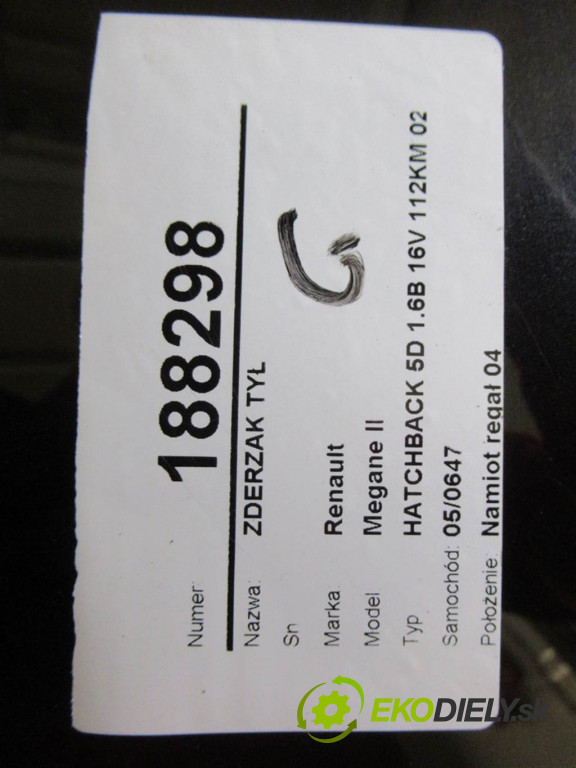 Numer: 188298
Nazwa: ZDERZAK TYŁ
Sn
Marka Renault
Model Megane II
Typ HATCHBACK 5D 1.6B 16V 112KM 02
Samochód: 05/0647
Położenie: Namiot regał 04
EKODIELY.sk